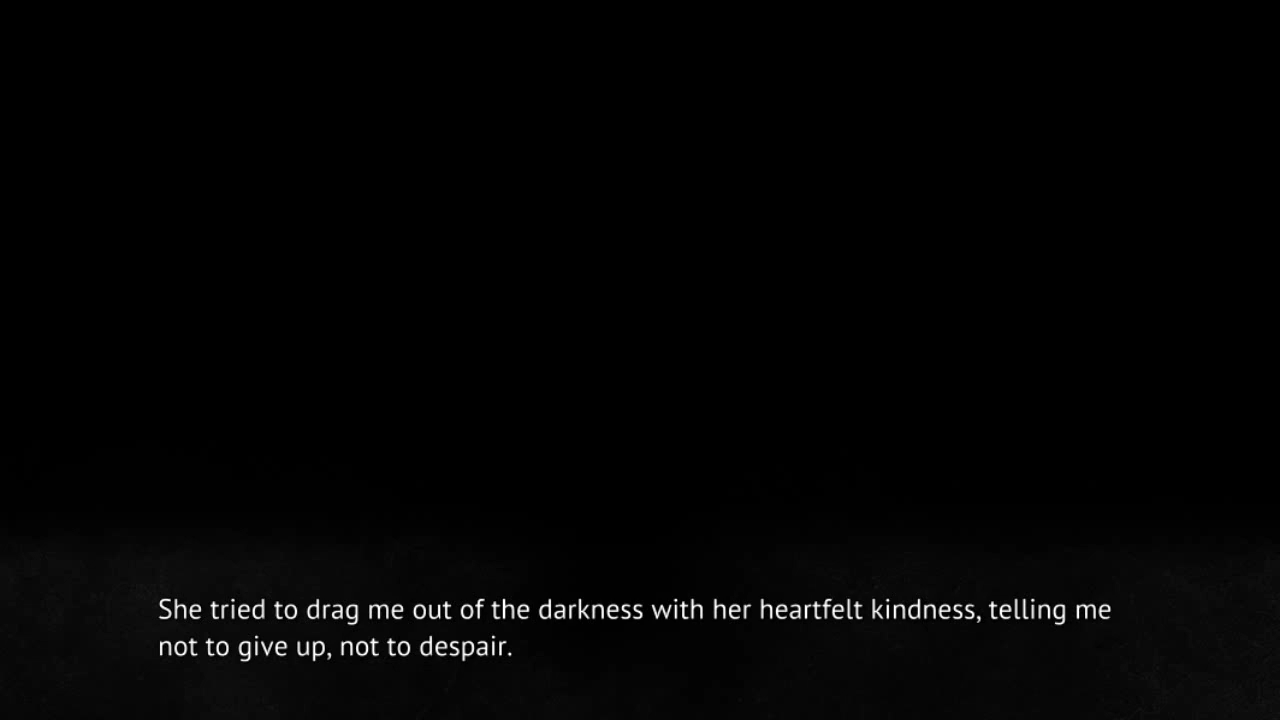 She tried to drag me out of the darkness with her heartfelt kindness, telling me
not to give up, not to despair.